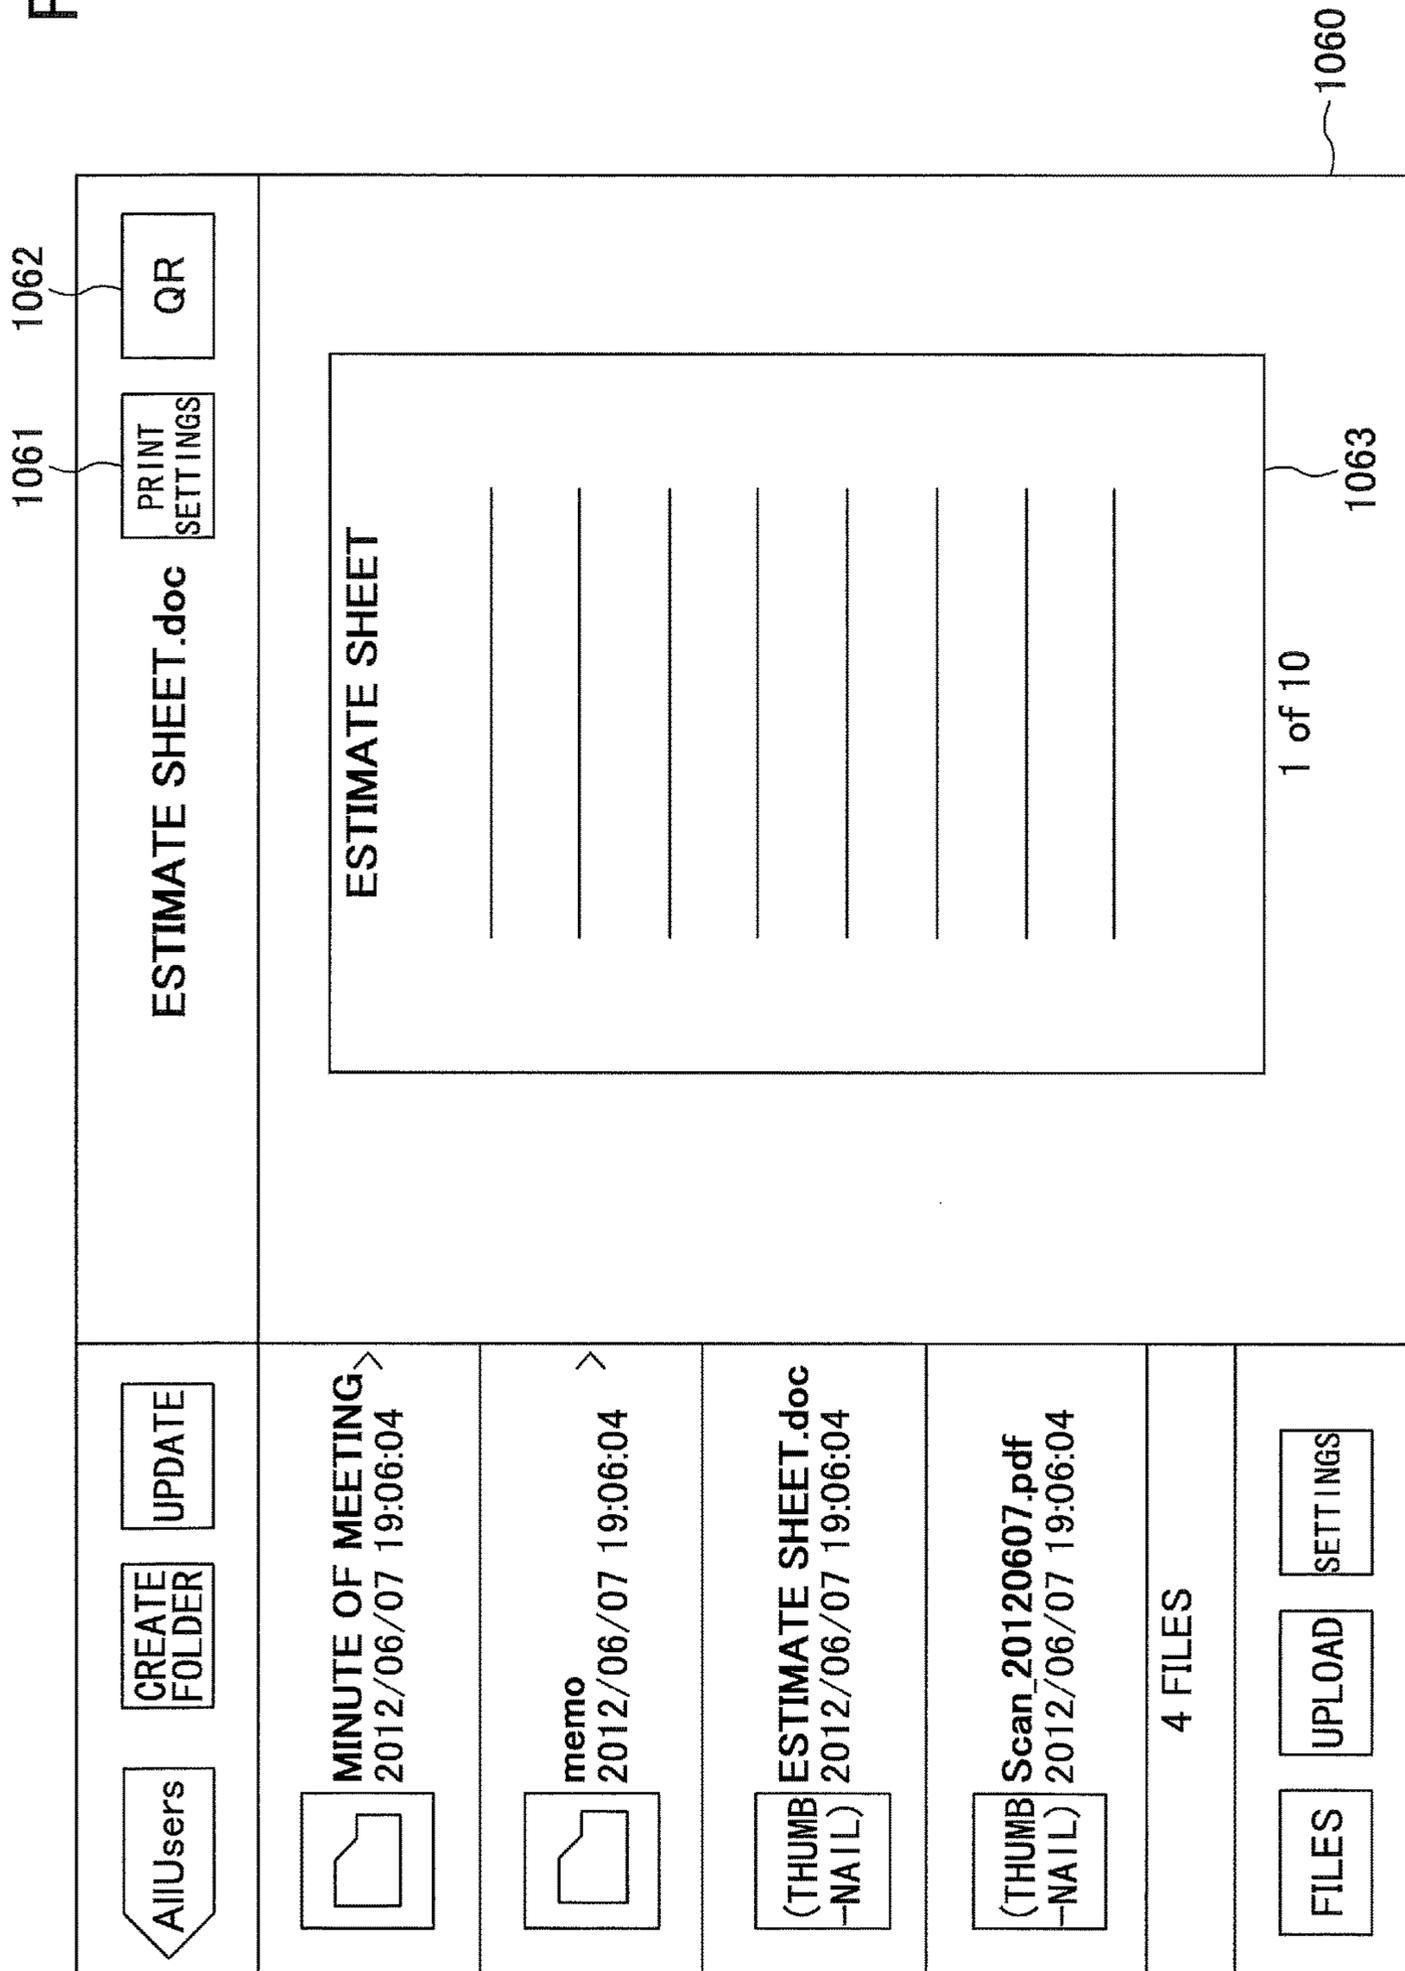 F
AllUsers
CREATE
FOLDER
UPDATE
ESTIMATE SHEET.doc
1061
PRINT
SETTINGS
1062
QR
MINUTE OF MEETING >
2012/06/07 19:06:04
memo >
2012/06/07 19:06:04
(THUMB
-NAIL)
ESTIMATE SHEET.doc
2012/06/07 19:06:04
(THUMB
-NAIL)
Scan_20120607.pdf
2012/06/07 19:06:04
4 FILES
FILES
UPLOAD
SETTINGS
ESTIMATE SHEET
1 of 10
1063
1060